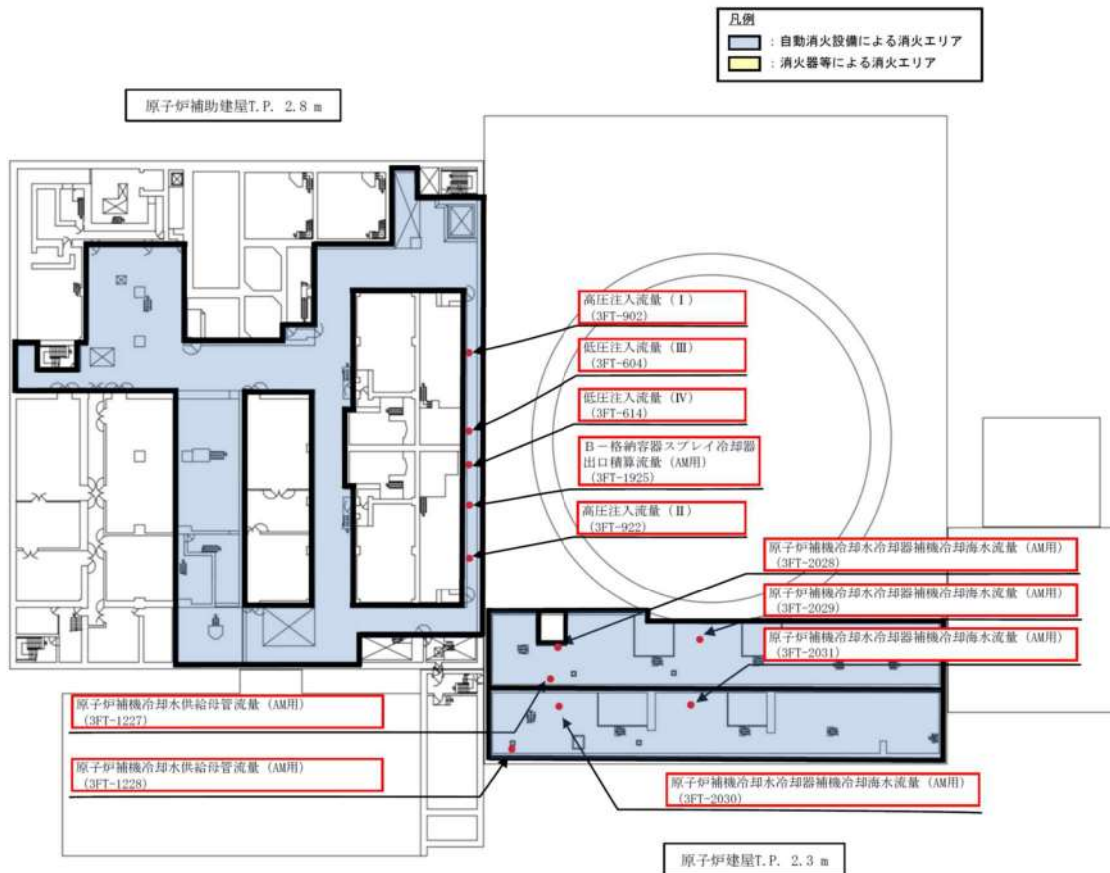 凡例
：自動消火設備による消火エリア
：消火器等による消火エリア
原子炉補助建屋T.P. 2.8 m
高圧注入流量（Ⅰ）
(3FT-902)
低圧注入流量（Ⅲ）
(3FT-604)
低圧注入流量（Ⅳ）
(3FT-614)
B－格納容器スプレイ冷却器
出口積算流量（AM用）
(3FT-1925)
高圧注入流量（Ⅱ）
(3FT-922)
原子炉補機冷却水冷却器補機冷却海水流量（AM用）
(3FT-2028)
原子炉補機冷却水冷却器補機冷却海水流量（AM用）
(3FT-2029)
原子炉補機冷却水冷却器補機冷却海水流量（AM用）
(3FT-2031)
原子炉補機冷却水供給母管流量（AM用）
(3FT-1227)
原子炉補機冷却水供給母管流量（AM用）
(3FT-1228)
原子炉補機冷却水冷却器補機冷却海水流量（AM用）
(3FT-2030)
原子炉建屋T.P. 2.3 m